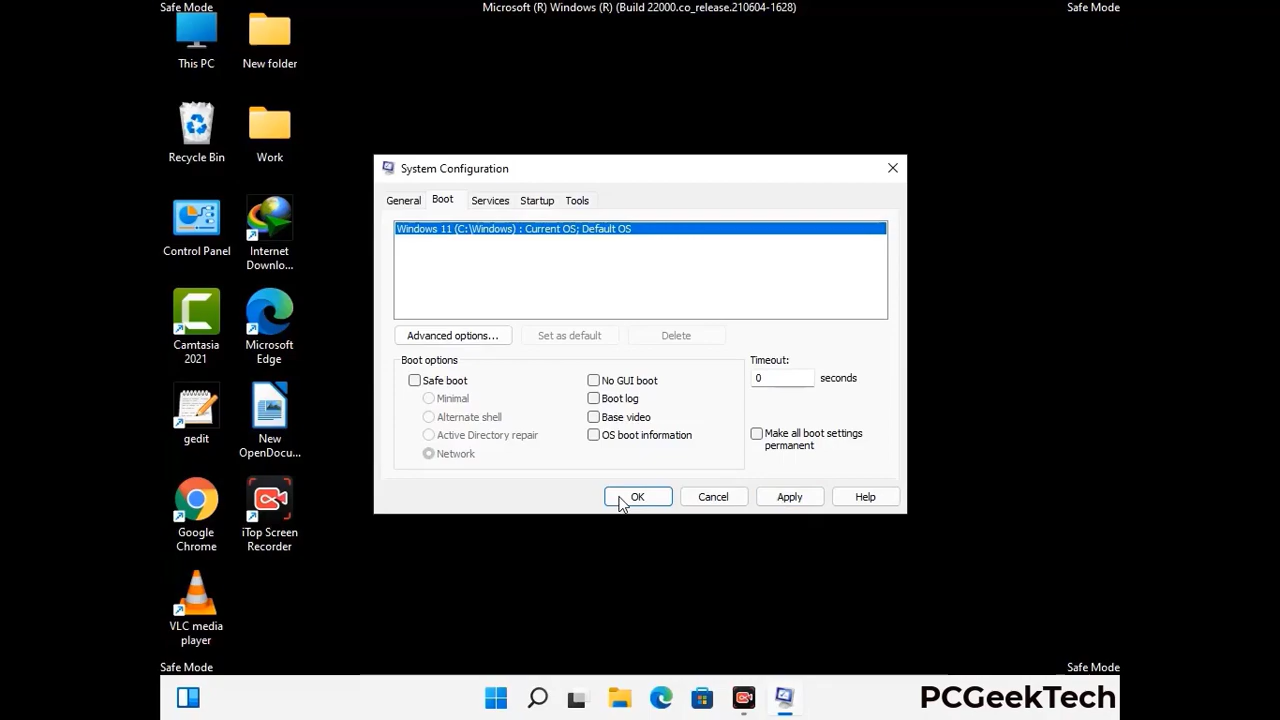 Safe Mode
Microsoft (R) Windows (R) (Build 22000.co_release.210604-1628)
Safe Mode
This PC
New folder
Recycle Bin
Work
Control Panel
Internet
Downlo...
Camtasia
2021
Microsoft
Edge
gedit
New
OpenDocu...
Google
Chrome
iTop Screen
Recorder
VLC media
player
System Configuration
General
Boot
Services
Startup
Tools
Windows 11 (C:\Windows) : Current OS; Default OS
Advanced options...
Set as default
Delete
Boot options
Safe boot
Minimal
Alternate shell
Active Directory repair
Network
No GUI boot
Boot log
Base video
OS boot information
Timeout:
0 seconds
Make all boot settings
permanent
OK
Cancel
Apply
Help
Safe Mode
Safe Mode
PCGeekTech